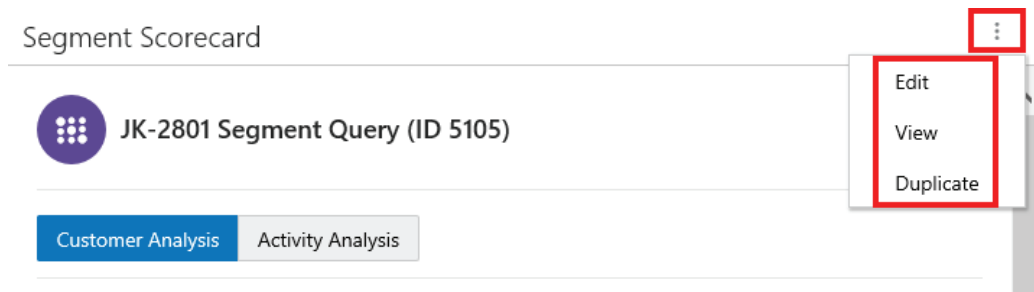 Segment Scorecard
Edit
JK-2801 Segment Query (ID 5105)
View
Duplicate
Customer Analysis
Activity Analysis